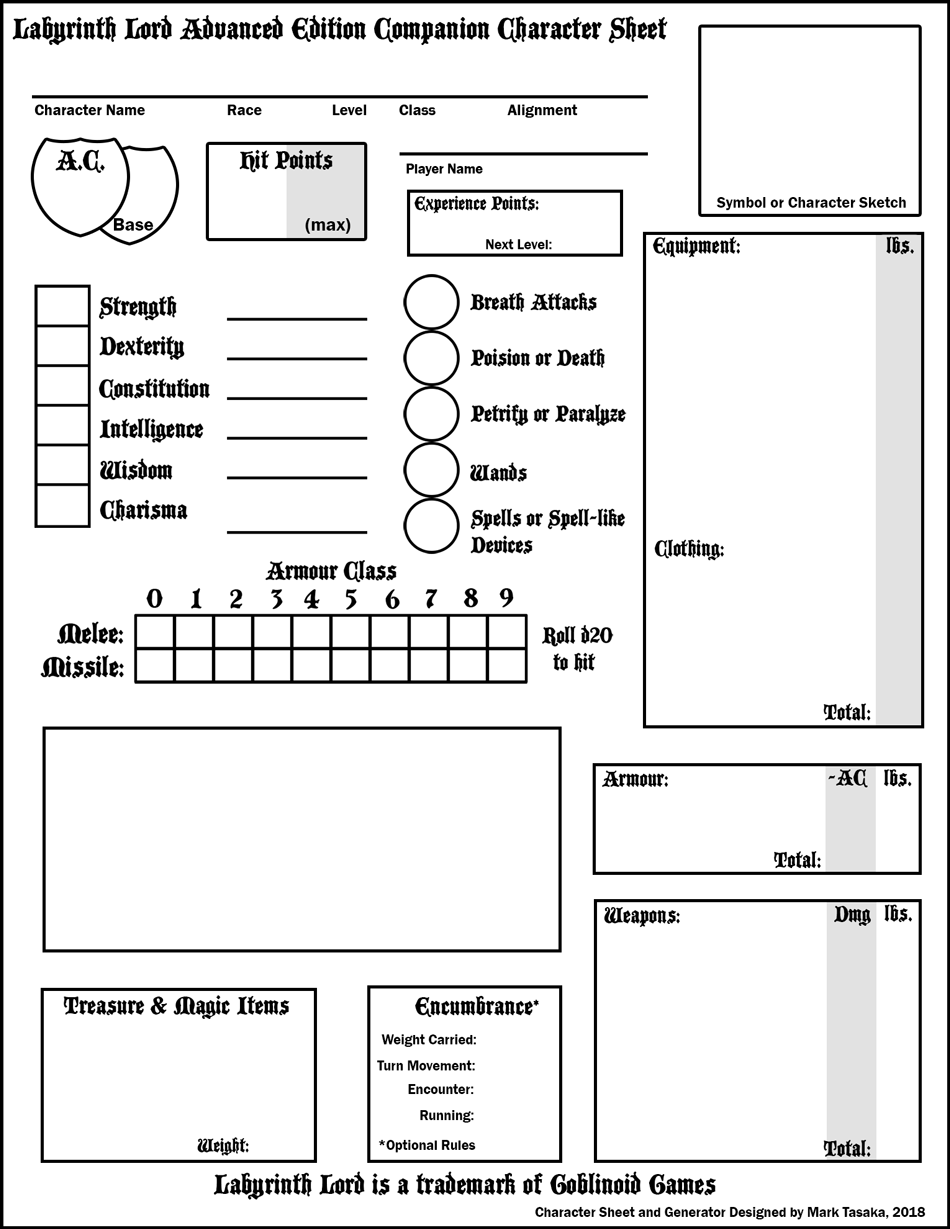 Labyrinth Lord Advanced Edition Companion Character Sheet
Character Name Race Level Class Alignment
Player Name
Symbol or Character Sketch
A.C.
Base
Hit Points
(max)
Experience Points:
Next Level:
Strength
Dexterity
Constitution
Intelligence
Wisdom
Charisma
Breath Attacks
Poision or Death
Petrify or Paralyze
Wands
Spells or Spell-like
Devices
Equipment: lbs.
Clothing:
Total:
Armour Class
0 1 2 3 4 5 6 7 8 9
Melee:
Missile:
Roll d20
to hit
Armour: -AC lbs.
Total:
Weapons: Dmg lbs.
Total:
Treasure & Magic Items
Weight:
Encumbrance*
Weight Carried:
Turn Movement:
Encounter:
Running:
*Optional Rules
Labyrinth Lord is a trademark of Goblinoid Games
Character Sheet and Generator Designed by Mark Tasaka, 2018